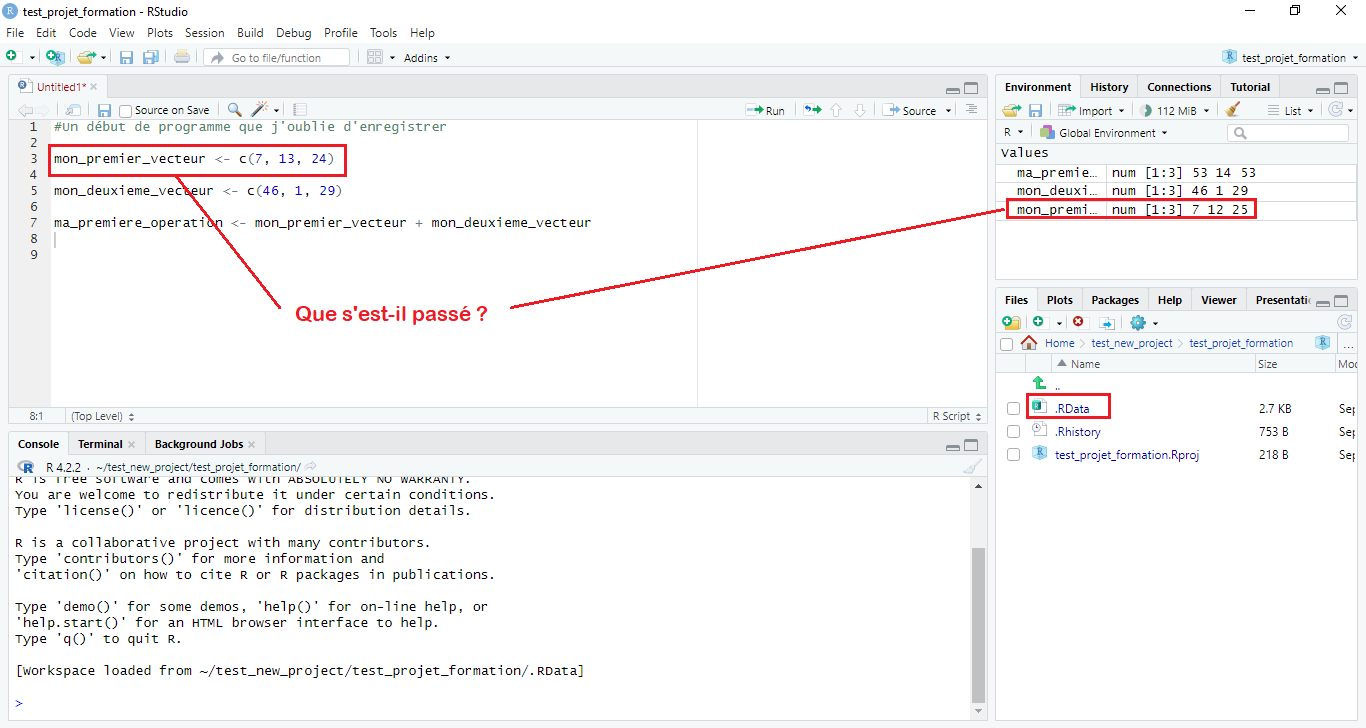 test_projet_formation - RStudio
File Edit Code View Plots Session Build Debug Profile Tools Help
Go to file/function Addins test_projet_formation
Untitled1*
Source on Save Run Source
1 #Un début de programme que j'oublie d'enregistrer
2
3 mon_premier_vecteur <- c(7, 13, 24)
4
5 mon_deuxieme_vecteur <- c(46, 1, 29)
6
7 ma_premiere_operation <- mon_premier_vecteur + mon_deuxieme_vecteur
8
9
Que s'est-il passé ?
8:1 (Top Level) R Script
Console Terminal Background Jobs
R 4.2.2 · ~/test_new_project/test_projet_formation/
R is free software and comes with ABSOLUTELY NO WARRANTY.
You are welcome to redistribute it under certain conditions.
Type 'license()' or 'licence()' for distribution details.
R is a collaborative project with many contributors.
Type 'contributors()' for more information and
'citation()' on how to cite R or R packages in publications.
Type 'demo()' for some demos, 'help()' for on-line help, or
'help.start()' for an HTML browser interface to help.
Type 'q()' to quit R.
[Workspace loaded from ~/test_new_project/test_projet_formation/.RData]
>
Environment History Connections Tutorial
Import 112 MiB List
R Global Environment
Values
ma_premie... num [1:3] 53 14 53
mon_deuxi... num [1:3] 46 1 29
mon_premi... num [1:3] 7 12 25
Files Plots Packages Help Viewer Presentatio
Home test_new_project test_projet_formation ...
Name Size Mod
..
.RData 2.7 KB Sep
.Rhistory 753 B Sep
test_projet_formation.Rproj 218 B Sep